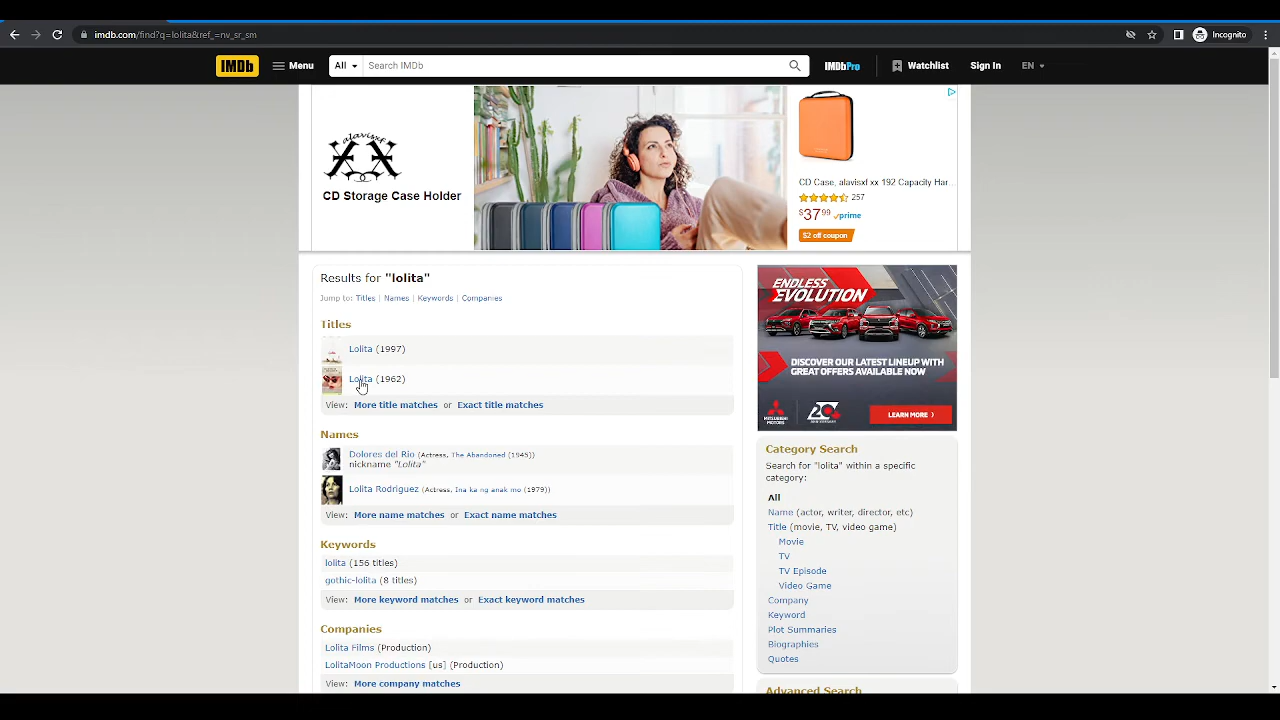 imdb.com/find?q=lolita&ref_=nv_sr_sm
Incognito
IMDb
Menu
All
Search IMDb
IMDbPro
Watchlist
Sign In
EN
alavisxf
XX
CD Storage Case Holder
CD Case, alavisxf xx 192 Capacity Har...
257
$37.99 prime
$2 off coupon
Results for "lolita"
Jump to: Titles | Names | Keywords | Companies
Titles
Lolita (1997)
Lolita (1962)
View: More title matches or Exact title matches
Names
Dolores del Rio (Actress, The Abandoned (1945))
nickname "Lolita"
Lolita Rodriguez (Actress, Ina ka ng anak mo (1979))
View: More name matches or Exact name matches
Keywords
lolita (156 titles)
gothic-lolita (8 titles)
View: More keyword matches or Exact keyword matches
Companies
Lolita Films (Production)
LolitaMoon Productions [us] (Production)
View: More company matches
ENDLESS
EVOLUTION
DISCOVER OUR LATEST LINEUP WITH
GREAT OFFERS AVAILABLE NOW
MITSUBISHI
MOTORS
LEARN MORE
Category Search
Search for "lolita" within a specific
category:
All
Name (actor, writer, director, etc)
Title (movie, TV, video game)
Movie
TV
TV Episode
Video Game
Company
Keyword
Plot Summaries
Biographies
Quotes
Advanced Search